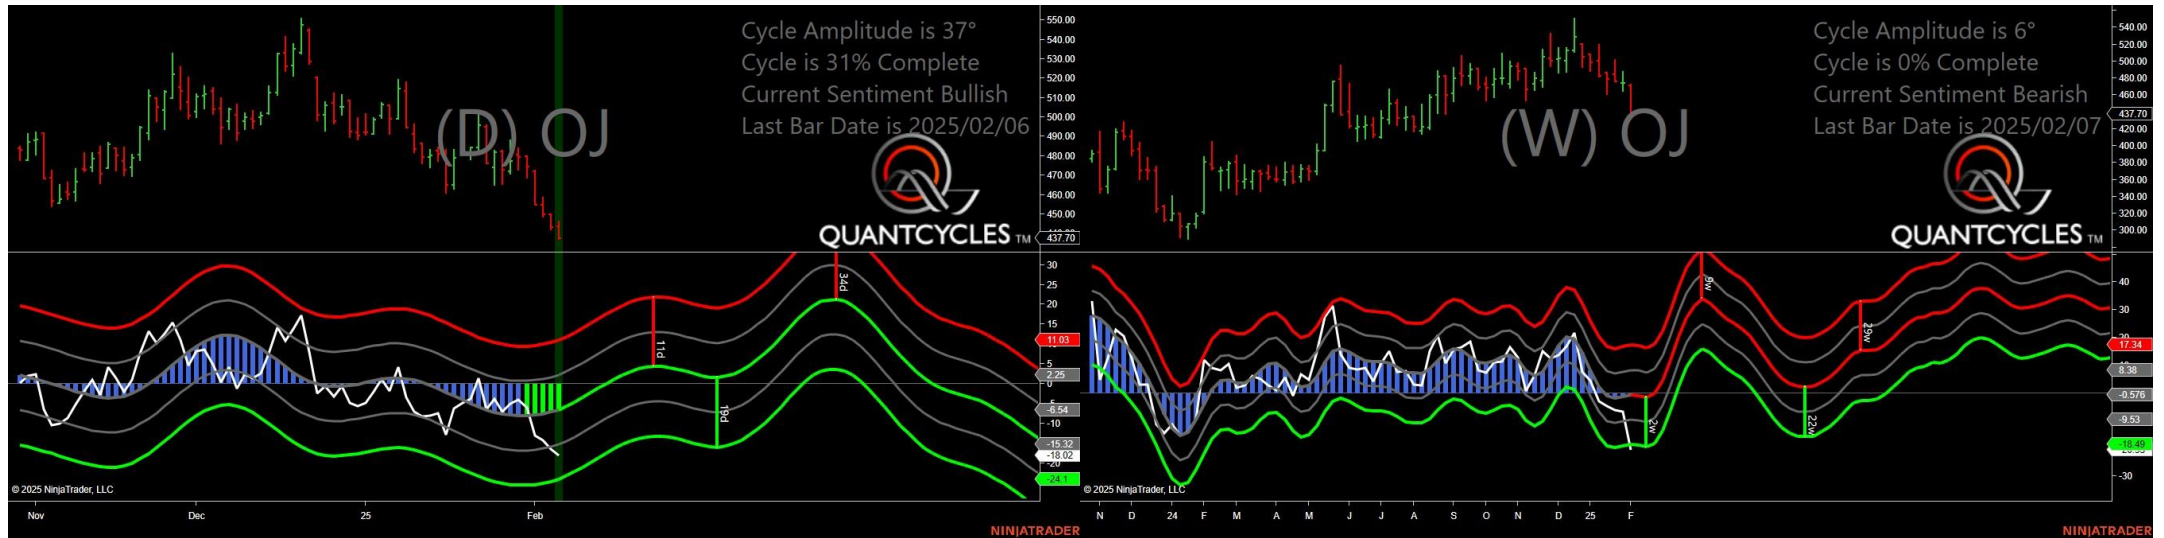 Cycle Amplitude is 37°
Cycle is 31% Complete
Current Sentiment Bullish
Last Bar Date is 2025/02/06
(D) OJ
QUANTCYCLES TM
550.00
540.00
530.00
520.00
510.00
500.00
490.00
480.00
470.00
460.00
450.00
437.70
34d
11d
19d
30
25
20
15
11.03
5
2.25
0
-5
-6.54
-10
-15.32
-18.02
-20
-24.1
© 2025 NinjaTrader, LLC
Nov Dec 25 Feb
NINJATRADER
Cycle Amplitude is 6°
Cycle is 0% Complete
Current Sentiment Bearish
Last Bar Date is 2025/02/07
(W) OJ
QUANTCYCLES TM
540.00
520.00
500.00
480.00
460.00
437.70
420.00
400.00
380.00
360.00
340.00
320.00
300.00
9w
29w
2w
22w
40
30
20
17.34
10
8.38
-0.576
-9.53
-18.49
-30
© 2025 NinjaTrader, LLC
N D 24 F M A M J J A S O N D 25 F
NINJATRADER